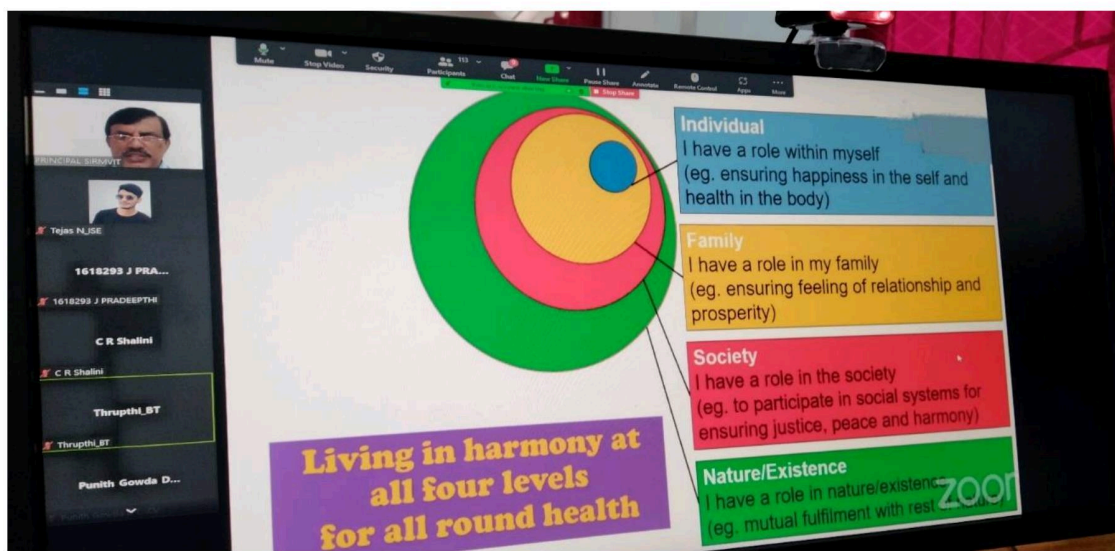 Mute
Stop Video
Security
Participants
113
Chat
New Share
Pause Share
Annotate
Remote Control
Apps
More
Stop Share
PRINCIPAL SIRMVIT
Tejas N_ISE
1618293 J PRA...
1618293 J PRADEEPTHI
C R Shalini
C R Shalini
Thrupthi_BT
Thrupthi_BT
Punith Gowda D...
Individual
I have a role within myself
(eg. ensuring happiness in the self and
health in the body)
Family
I have a role in my family
(eg. ensuring feeling of relationship and
prosperity)
Society
I have a role in the society
(eg. to participate in social systems for
ensuring justice, peace and harmony)
Nature/Existence
I have a role in nature/existence
(eg. mutual fulfilment with rest of nature)
zoom
Living in harmony at
all four levels
for all round health